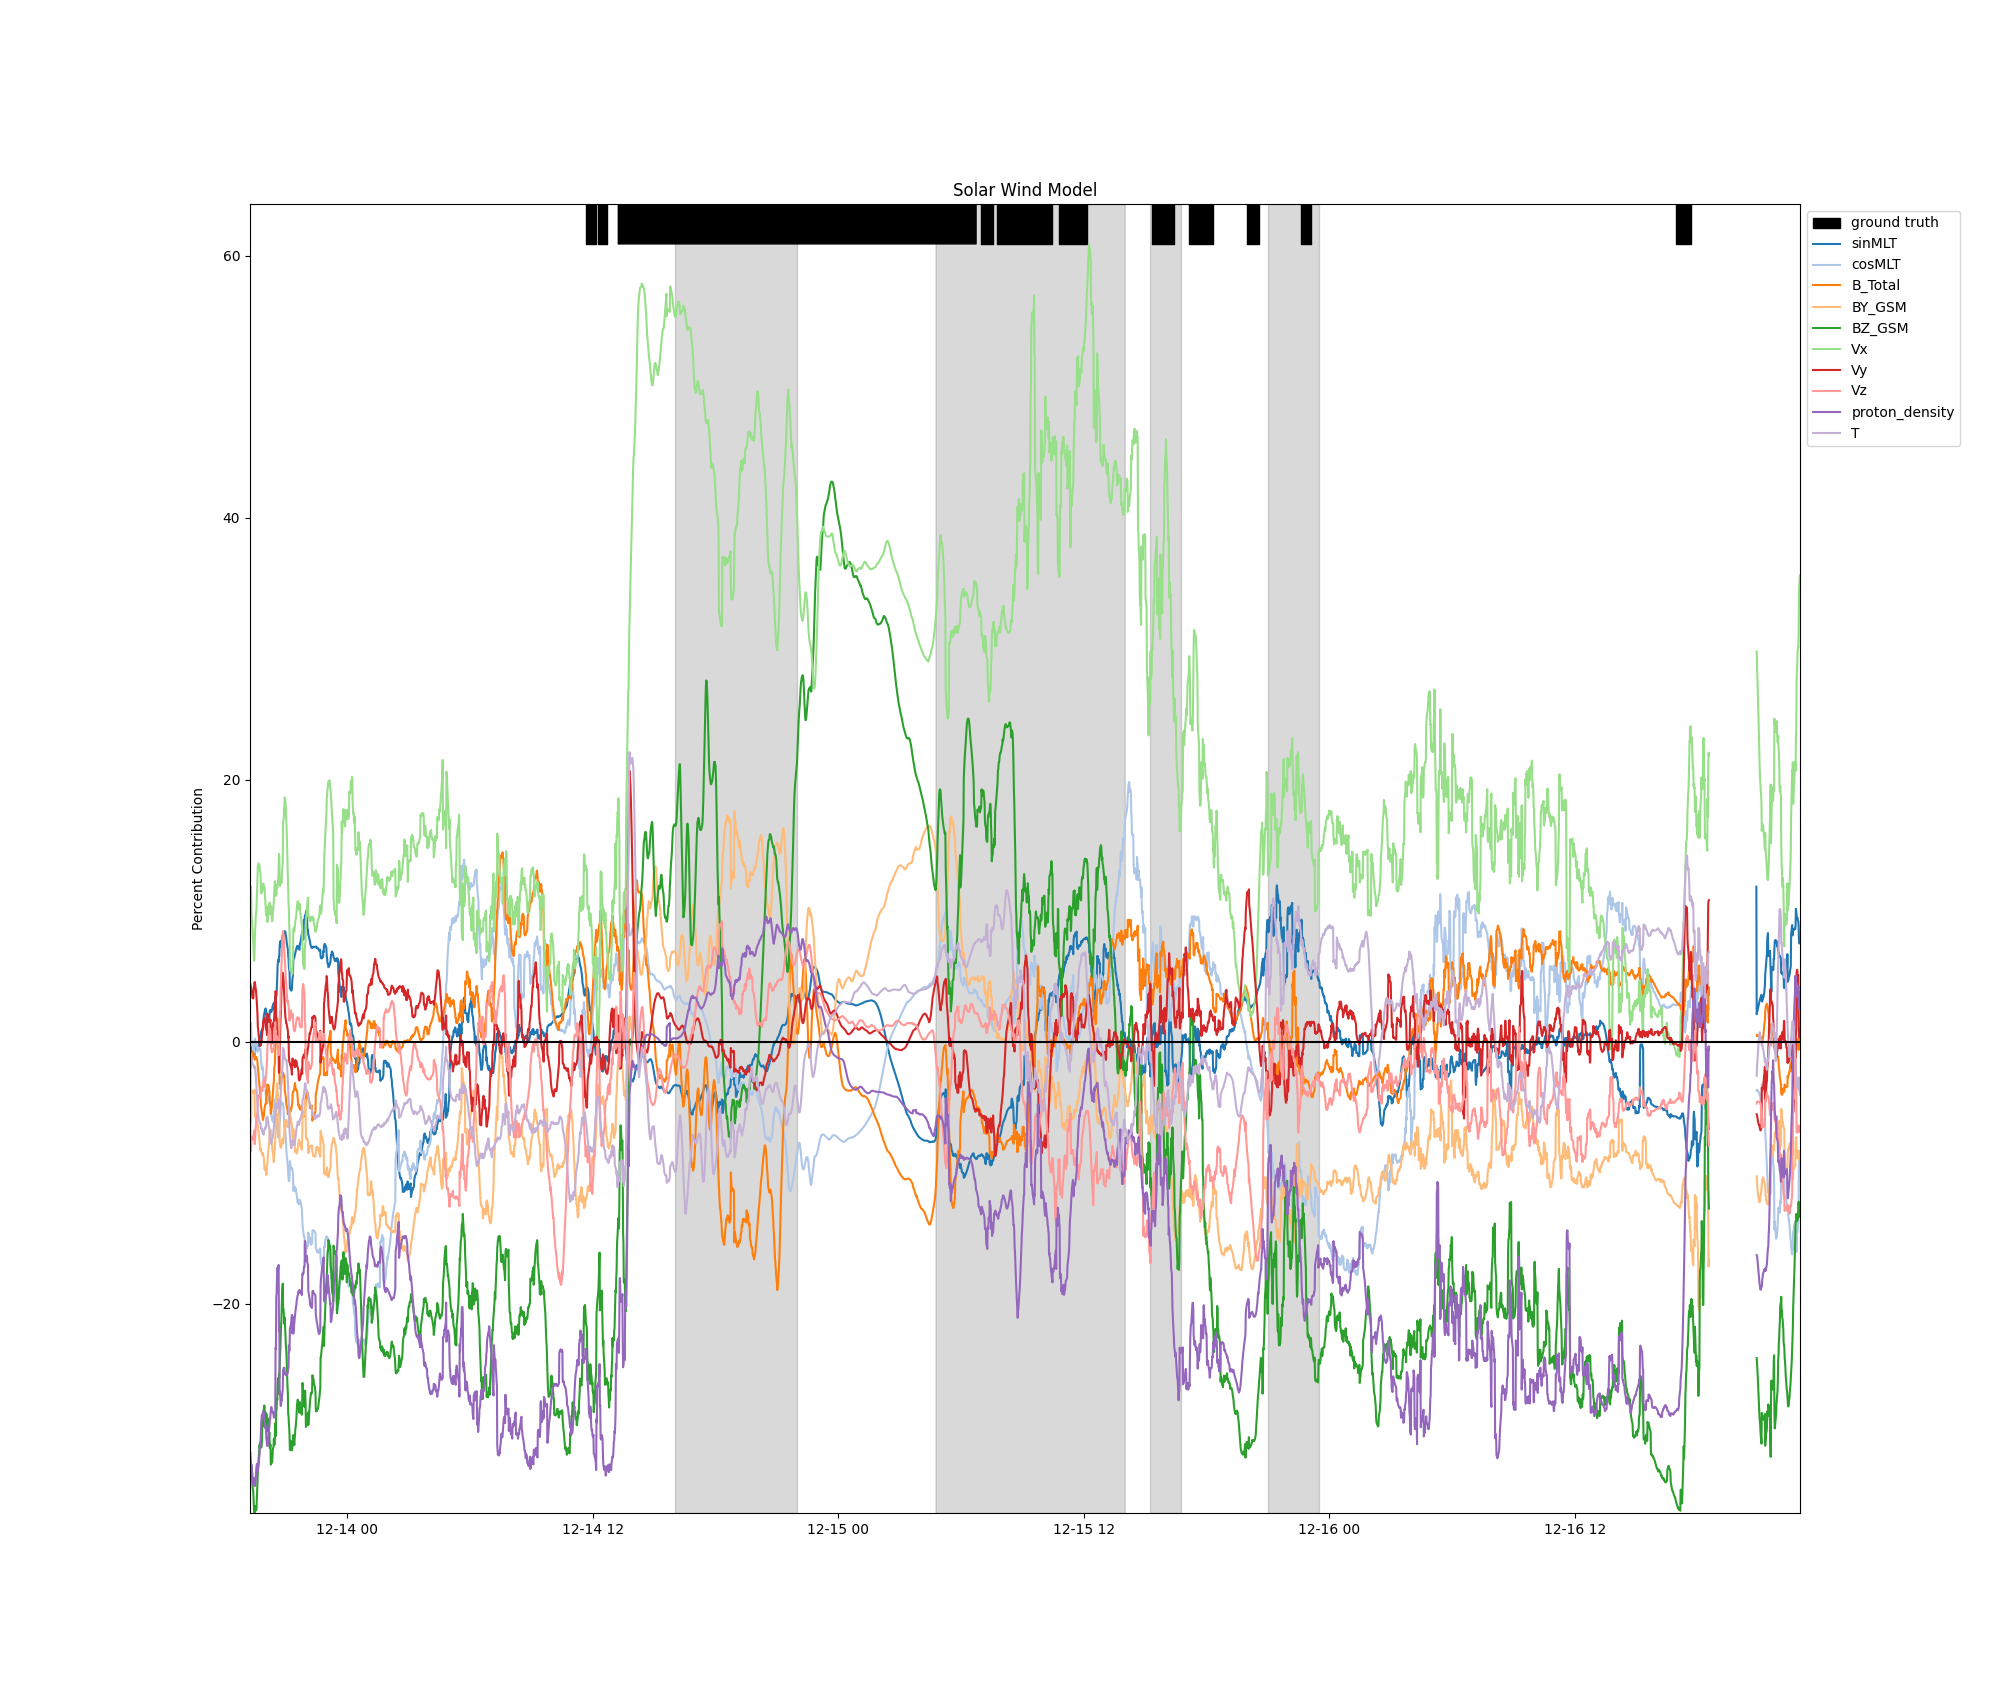 Solar Wind Model
60
40
20
0
−20
Percent Contribution
12-14 00
12-14 12
12-15 00
12-15 12
12-16 00
12-16 12
ground truth
sinMLT
cosMLT
B_Total
BY_GSM
BZ_GSM
Vx
Vy
Vz
proton_density
T